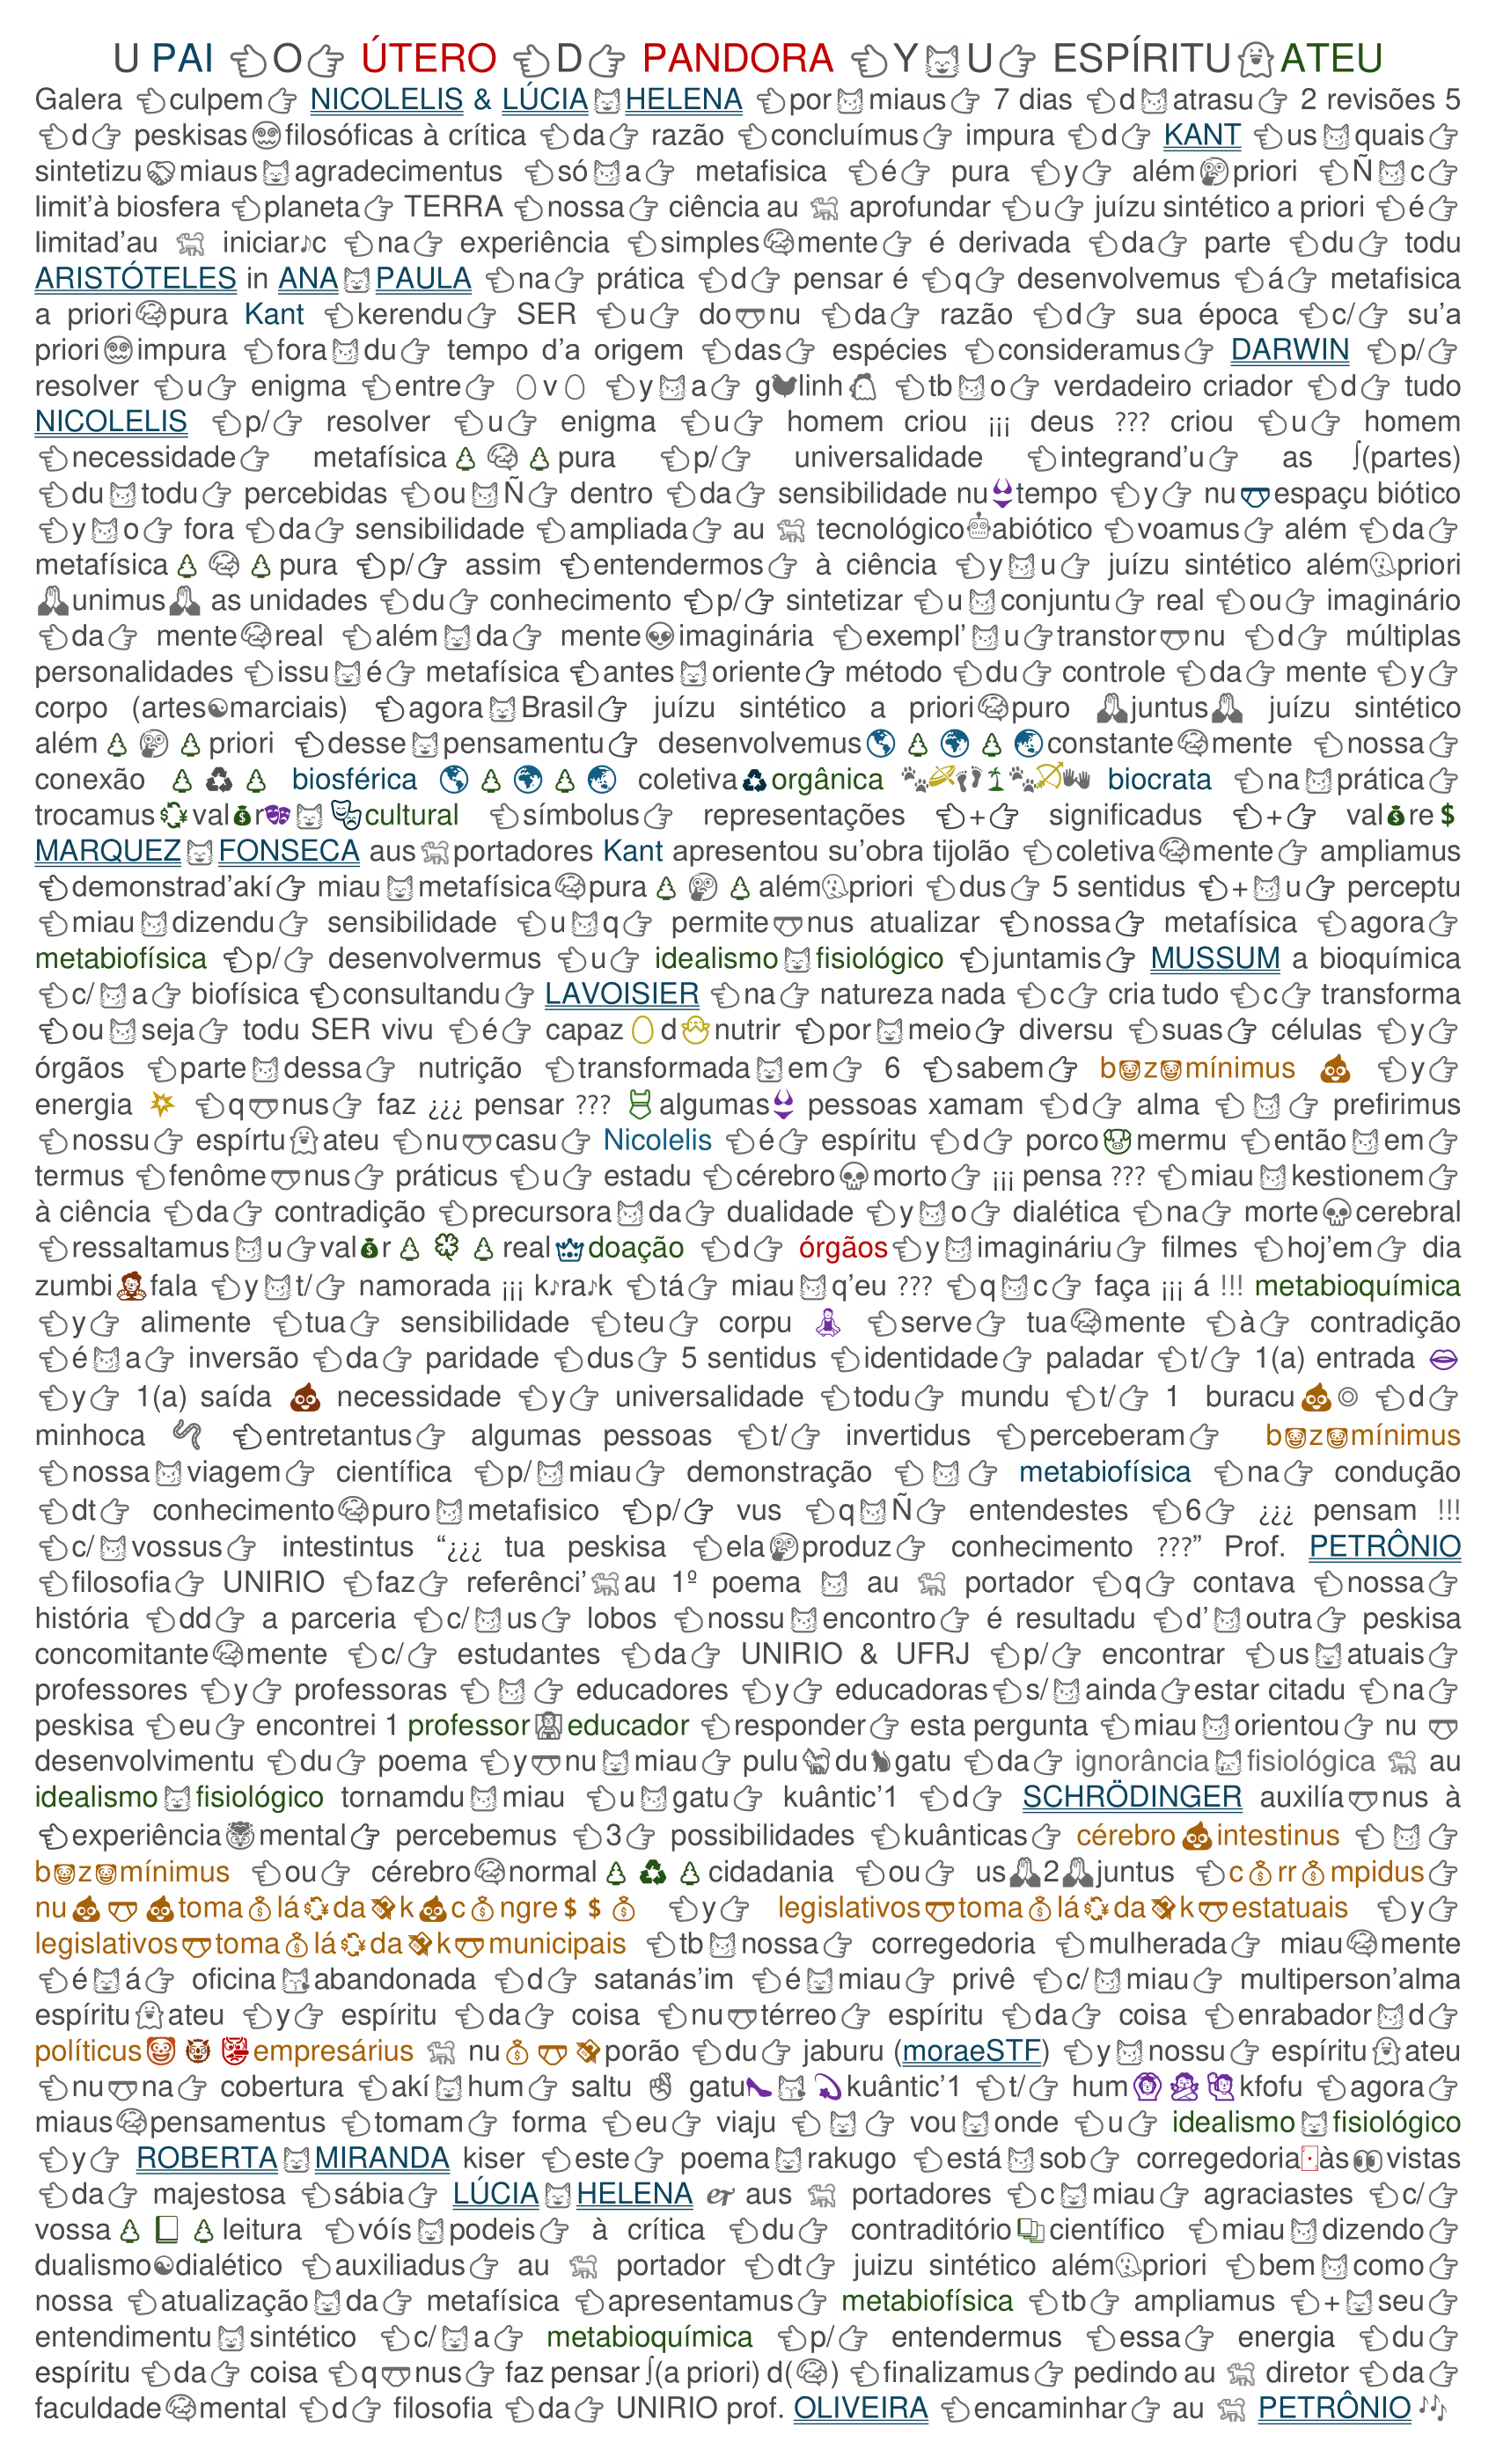 U PAI 👈O👉 ÚTERO 👈D👉 PANDORA 👈Y😺U👉 ESPÍRITU👻ATEU
Galera 👈culpem👉 NICOLELIS & LÚCIA😺HELENA 👈por😼miaus👉 7 dias 👈d😼atrasu👉 2 revisões 5
👈d👉 peskisas😵‍💫filosóficas à crítica 👈da👉 razão 👈concluímus👉 impura 👈d👉 KANT 👈us😼quais👉
sintetizu🤝miaus😺agradecimentus 👈só😼a👉 metafisica 👈é👉 pura 👈y👉 além🤔priori 👈Ñ😼c👉
limit’à biosfera 👈planeta👉 TERRA 👈nossa👉 ciência au 🐕‍🦺 aprofundar 👈u👉 juízu sintético a priori 👈é👉
limitad’au 🐕‍🦺 iniciar♪c 👈na👉 experiência 👈simples🧠mente👉 é derivada 👈da👉 parte 👈du👉 todu
ARISTÓTELES in ANA😺PAULA 👈na👉 prática 👈d👉 pensar é 👈q👉 desenvolvemus 👈á👉 metafisica
a priori🧠pura Kant 👈kerendu👉 SER 👈u👉 do🩲nu 👈da👉 razão 👈d👉 sua época 👈c/👉 su’a
priori😵‍💫impura 👈fora😼du👉 tempo d’a origem 👈das👉 espécies 👈consideramus👉 DARWIN 👈p/👉
resolver 👈u👉 enigma 👈entre👉 🥚v🥚 👈y😼a👉 g🐓linh🐔 👈tb😼o👉 verdadeiro criador 👈d👉 tudo
NICOLELIS 👈p/👉 resolver 👈u👉 enigma 👈u👉 homem criou ¡¡¡ deus ??? criou 👈u👉 homem
👈necessidade👉 metafísica🌲🧠🌲pura 👈p/👉 universalidade 👈integrand’u👉 as ∫(partes)
👈du😼todu👉 percebidas 👈ou😼Ñ👉 dentro 👈da👉 sensibilidade nu👙tempo 👈y👉 nu🩲espaçu biótico
👈y😼o👉 fora 👈da👉 sensibilidade 👈ampliada👉 au 🐕‍🦺 tecnológico🤖abiótico 👈voamus👉 além 👈da👉
metafísica🌲🧠🌲pura 👈p/👉 assim 👈entendermos👉 à ciência 👈y😼u👉 juízu sintético além🤔priori
🙏unimus🙏 as unidades 👈du👉 conhecimento 👈p/👉 sintetizar 👈u😼conjuntu👉 real 👈ou👉 imaginário
👈da👉 mente🧠real 👈além😺da👉 mente👽imaginária 👈exempl’😼u👉transtor🩲nu 👈d👉 múltiplas
personalidades 👈issu😺é👉 metafísica 👈antes😺oriente👉 método 👈du👉 controle 👈da👉 mente 👈y👉
corpo (artes☯marciais) 👈agora😺Brasil👉 juízu sintético a priori🧠puro 🙏juntus🙏 juízu sintético
além🌲🤔🌲priori 👈desse😺pensamentu👉 desenvolvemus🌎🌲🌍🌲🌏constante🧠mente 👈nossa👉
conexão 🌲♻🌲 biosférica 🌎🌲🌍🌲🌏 coletiva♻orgânica 🐾🛶👣🏝🐾🏹👐 biocrata 👈na😼prática👉
trocamus💱val💰r🎭😺🎭cultural 👈símbolus👉 representações 👈+👉 significadus 👈+👉 val💰re💲
MARQUEZ😺FONSECA aus🐕‍🦺portadores Kant apresentou su’obra tijolão 👈coletiva🧠mente👉 ampliamus
👈demonstrad’akí👉 miau😺metafísica🧠pura🌲🤔🌲além🤔priori 👈dus👉 5 sentidus 👈+😼u👉 perceptu
👈miau😼dizendu👉 sensibilidade 👈u😼q👉 permite🩲nus atualizar 👈nossa👉 metafísica 👈agora👉
metabiofísica 👈p/👉 desenvolvermus 👈u👉 idealismo😺fisiológico 👈juntamis👉 MUSSUM a bioquímica
👈c/😼a👉 biofísica 👈consultandu👉 LAVOISIER 👈na👉 natureza nada 👈c👉 cria tudo 👈c👉 transforma
👈ou😼seja👉 todu SER vivu 👈é👉 capaz🥚d🐣nutrir 👈por😺meio👉 diversu 👈suas👉 células 👈y👉
órgãos 👈parte😼dessa👉 nutrição 👈transformada😺em👉 6 👈sabem👉 b🤡z🤡mínimus 💩 👈y👉
energia 💥 👈q🩲nus👉 faz ¿¿¿ pensar ??? 🩱algumas👙 pessoas xamam 👈d👉 alma 👈😼👉 prefirimus
👈nossu👉 espírtu👻ateu 👈nu🩲casu👉 Nicolelis 👈é👉 espíritu 👈d👉 porco🐷mermu 👈então😼em👉
termus 👈fenôme🩲nus👉 práticus 👈u👉 estadu 👈cérebro💀morto👉 ¡¡¡ pensa ??? 👈miau😼kestionem👉
à ciência 👈da👉 contradição 👈precursora😼da👉 dualidade 👈y😼o👉 dialética 👈na👉 morte💀cerebral
👈ressaltamus😼u👉val💰r🌲🍀🌲real👑doação 👈d👉 órgãos👈y😼imagináriu👉 filmes 👈hoj’em👉 dia
zumbi🧟fala 👈y😼t/👉 namorada ¡¡¡ k♪ra♪k 👈tá👉 miau😼q’eu ??? 👈q😼c👉 faça ¡¡¡ á !!! metabioquímica
👈y👉 alimente 👈tua👉 sensibilidade 👈teu👉 corpu 🧘 👈serve👉 tua🧠mente 👈à👉 contradição
👈é😼a👉 inversão 👈da👉 paridade 👈dus👉 5 sentidus 👈identidade👉 paladar 👈t/👉 1(a) entrada 👄
👈y👉 1(a) saída 💩 necessidade 👈y👉 universalidade 👈todu👉 mundu 👈t/👉 1 buracu💩◎ 👈d👉
minhoca 🪱 👈entretantus👉 algumas pessoas 👈t/👉 invertidus 👈perceberam👉 b🤡z🤡mínimus
👈nossa😼viagem👉 científica 👈p/😼miau👉 demonstração 👈😼👉 metabiofísica 👈na👉 condução
👈dt👉 conhecimento🧠puro😼metafisico 👈p/👉 vus 👈q😼Ñ👉 entendestes 👈6👉 ¿¿¿ pensam !!!
👈c/😼vossus👉 intestintus “¿¿¿ tua peskisa 👈ela🤔produz👉 conhecimento ???” Prof. PETRÔNIO
👈filosofia👉 UNIRIO 👈faz👉 referênci’🐕‍🦺au 1º poema 😼 au 🐕‍🦺 portador 👈q👉 contava 👈nossa👉
história 👈dd👉 a parceria 👈c/😼us👉 lobos 👈nossu😼encontro👉 é resultadu 👈d’😼outra👉 peskisa
concomitante🧠mente 👈c/👉 estudantes 👈da👉 UNIRIO & UFRJ 👈p/👉 encontrar 👈us😼atuais👉
professores 👈y👉 professoras 👈😼👉 educadores 👈y👉 educadoras👈s/😼ainda👉estar citadu 👈na👉
peskisa 👈eu👉 encontrei 1 professor👨‍🏫educador 👈responder👉 esta pergunta 👈miau😼orientou👉 nu 🩲
desenvolvimentu 👈du👉 poema 👈y🩲nu😺miau👉 pulu🐈du🐈‍⬛gatu 👈da👉 ignorância😿fisiológica 🐕‍🦺 au
idealismo😺fisiológico tornamdu😼miau 👈u😼gatu👉 kuântic’1 👈d👉 SCHRÖDINGER auxilía🩲nus à
👈experiência🤯mental👉 percebemus 👈3👉 possibilidades 👈kuânticas👉 cérebro💩intestinus 👈😼👉
b🤡z🤡mínimus 👈ou👉 cérebro🧠normal🌲♻🌲cidadania 👈ou👉 us🙏2🙏juntus 👈c💰rr💰mpidus👉
nu💩🩲💩toma💰lá💱da💸k💩c💰ngre💲💲💰 👈y👉 legislativos🩲toma💰lá💱da💸k🩲estatuais 👈y👉
legislativos🩲toma💰lá💱da💸k🩲municipais 👈tb😼nossa👉 corregedoria 👈mulherada👉 miau🧠mente
👈é😺á👉 oficina😽abandonada 👈d👉 satanás’im 👈é😺miau👉 privê 👈c/😼miau👉 multiperson’alma
espíritu👻ateu 👈y👉 espíritu 👈da👉 coisa 👈nu🩲térreo👉 espíritu 👈da👉 coisa 👈enrabador😼d👉
políticus🤡👹👺empresárius 🐕‍🦺 nu💰🩲💸porão 👈du👉 jaburu (moraeSTF) 👈y😼nossu👉 espíritu👻ateu
👈nu🩲na👉 cobertura 👈akí😺hum👉 saltu ✌ gatu👠😽💫kuântic’1 👈t/👉 hum🙆🙅🙋kfofu 👈agora👉
miaus🧠pensamentus 👈tomam👉 forma 👈eu👉 viaju 👈😺👉 vou😺onde 👈u👉 idealismo😺fisiológico
👈y👉 ROBERTA😺MIRANDA kiser 👈este👉 poema😺rakugo 👈está😼sob👉 corregedoria🀄às👀vistas
👈da👉 majestosa 👈sábia👉 LÚCIA😺HELENA 🙰 aus 🐕‍🦺 portadores 👈c😺miau👉 agraciastes 👈c/👉
vossa🌲📗🌲leitura 👈vóís😼podeis👉 à crítica 👈du👉 contraditório📑científico 👈miau😼dizendo👉
dualismo☯dialético 👈auxiliadus👉 au 🐕‍🦺 portador 👈dt👉 juizu sintético além🤔priori 👈bem😼como👉
nossa 👈atualização😺da👉 metafísica 👈apresentamus👉 metabiofísica 👈tb👉 ampliamus 👈+😼seu👉
entendimentu😺sintético 👈c/😼a👉 metabioquímica 👈p/👉 entendermus 👈essa👉 energia 👈du👉
espíritu 👈da👉 coisa 👈q🩲nus👉 faz pensar∫(a priori) d(🧠) 👈finalizamus👉 pedindo au 🐕‍🦺 diretor 👈da👉
faculdade🧠mental 👈d👉 filosofia 👈da👉 UNIRIO prof. OLIVEIRA 👈encaminhar👉 au 🐕‍🦺 PETRÔNIO 🎶